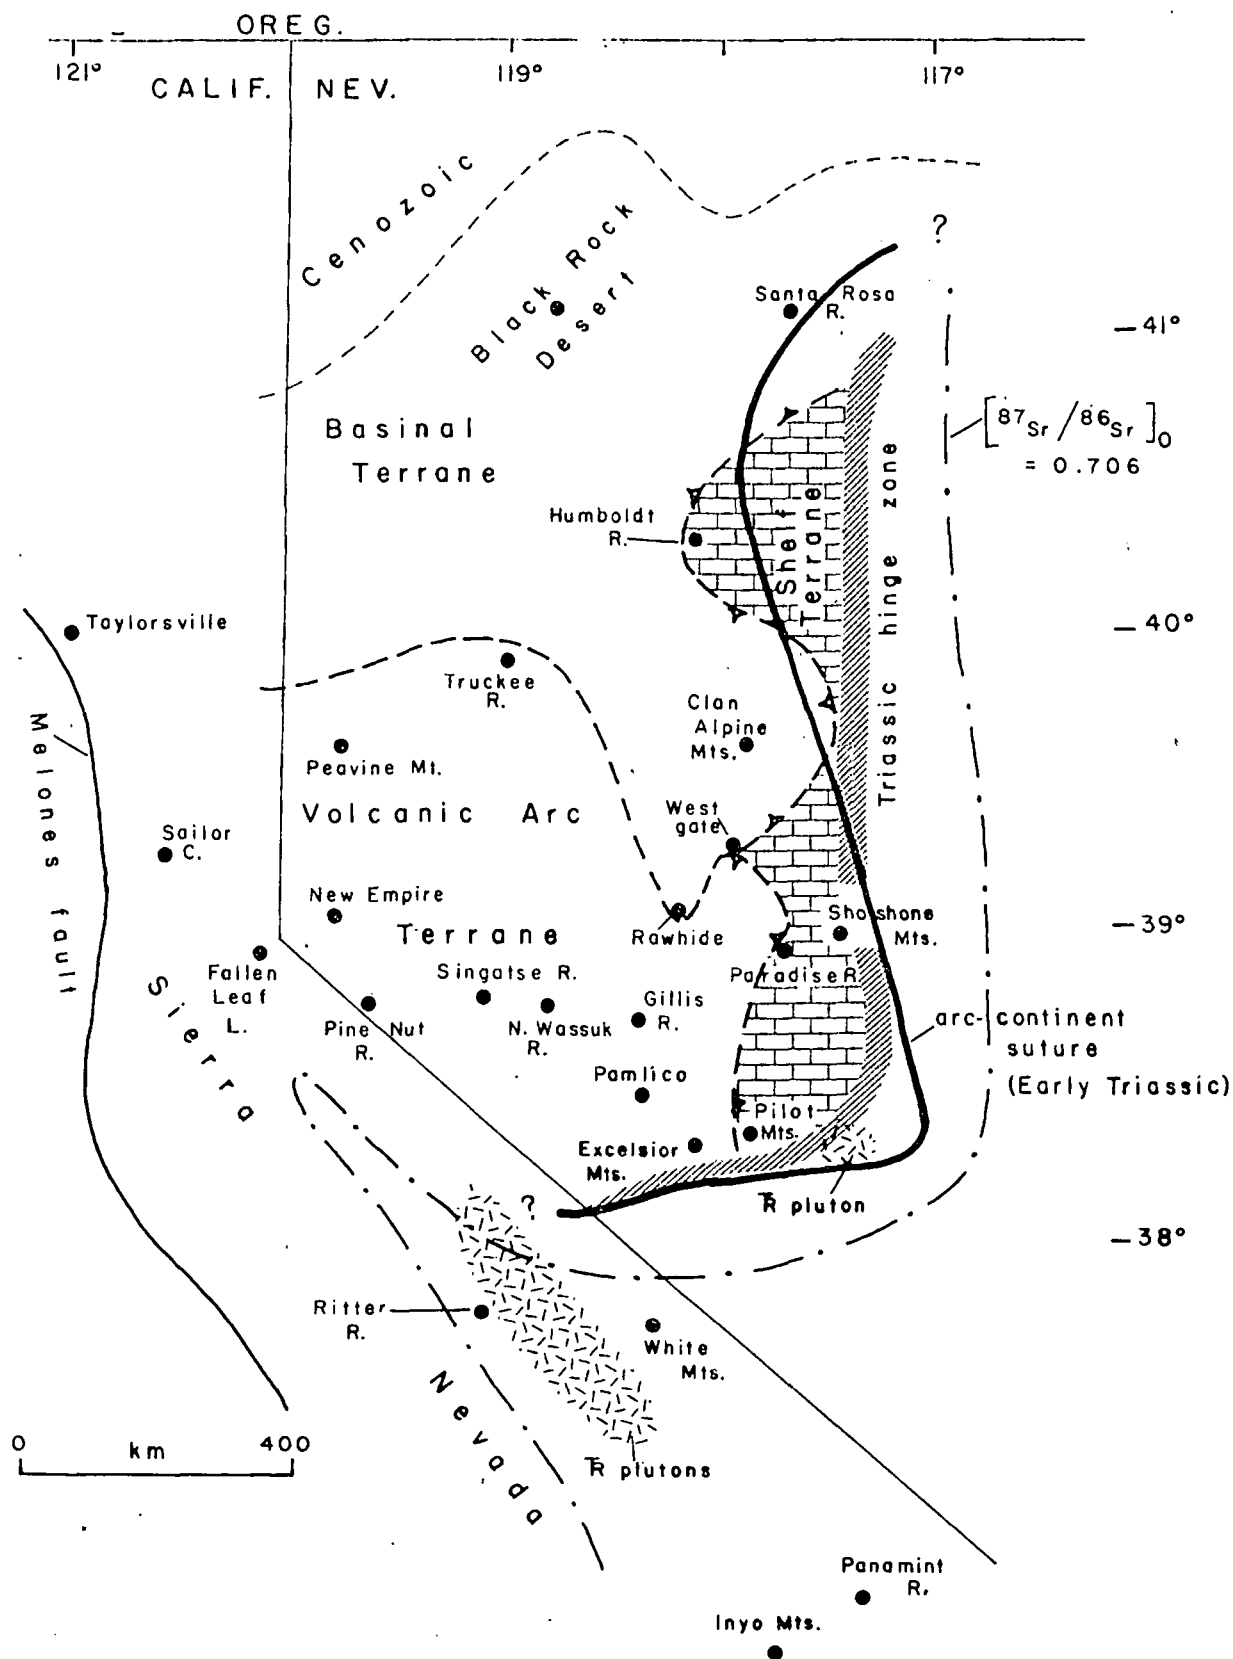 OREG.
121°
119°
117°
CALIF.
NEV.
Cenozoic
Black Rock
Desert
?
Santa Rosa
R.
41°
[87Sr/86Sr]0
= 0.706
Basinal
Terrane
Shelf
Terrane
Triassic hinge zone
Humboldt
R.
40°
Taylorsville
Truckee
R.
Clan
Alpine
Mts.
Melones fault
Peavine Mt.
Volcanic Arc
West
gate
Sailor
C.
New Empire
Terrane
Rawhide
Shoshone
Mts.
39°
Fallen
Leaf
L.
Sierra
Singatse R.
Paradise R.
Pine Nut
R.
N. Wassuk
R.
Gillis
R.
arc-continent
suture
(Early Triassic)
Pamlico
Pilot
Mts.
Excelsior
Mts.
?
TR pluton
38°
Ritter
R.
White
Mts.
Nevada
0 km 400
TR plutons
Panamint
R.
Inyo Mts.